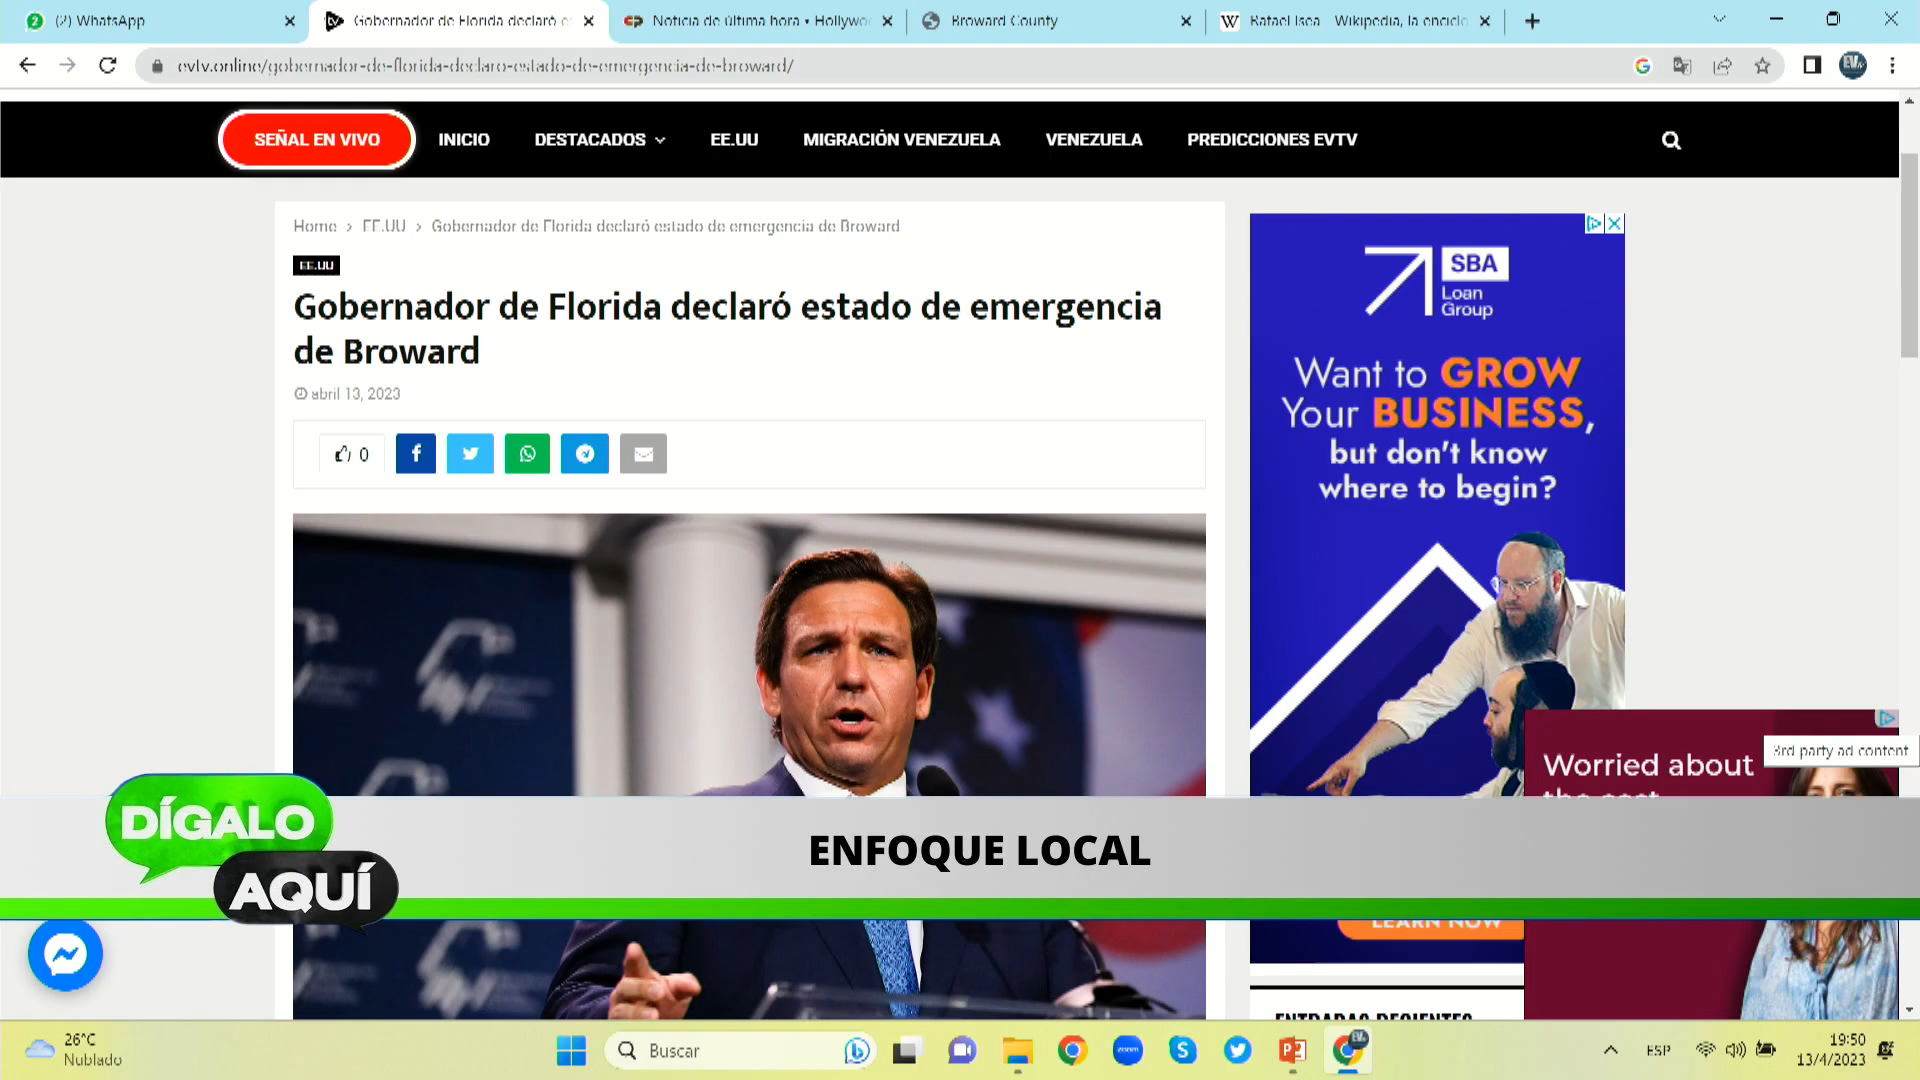 (2) WhatsApp
Gobernador de Florida declaró e
Noticia de última hora • Hollywo
Broward County
Rafael Isea - Wikipedia, la enciclo
evtv.online/gobernador-de-florida-declaro-estado-de-emergencia-de-broward/
SEÑAL EN VIVO
INICIO
DESTACADOS
EE.UU
MIGRACIÓN VENEZUELA
VENEZUELA
PREDICCIONES EVTV
Home > EE.UU > Gobernador de Florida declaró estado de emergencia de Broward
EE.UU
Gobernador de Florida declaró estado de emergencia
de Broward
abril 13, 2023
0
SBA
Loan
Group
Want to GROW
Your BUSINESS,
but don't know
where to begin?
LEARN NOW
Worried about
3rd party ad content
DÍGALO
AQUÍ
ENFOQUE LOCAL
ENTRADAS RECIENTES
26°C
Nublado
Buscar
zoom
ESP
19:50
13/4/2023